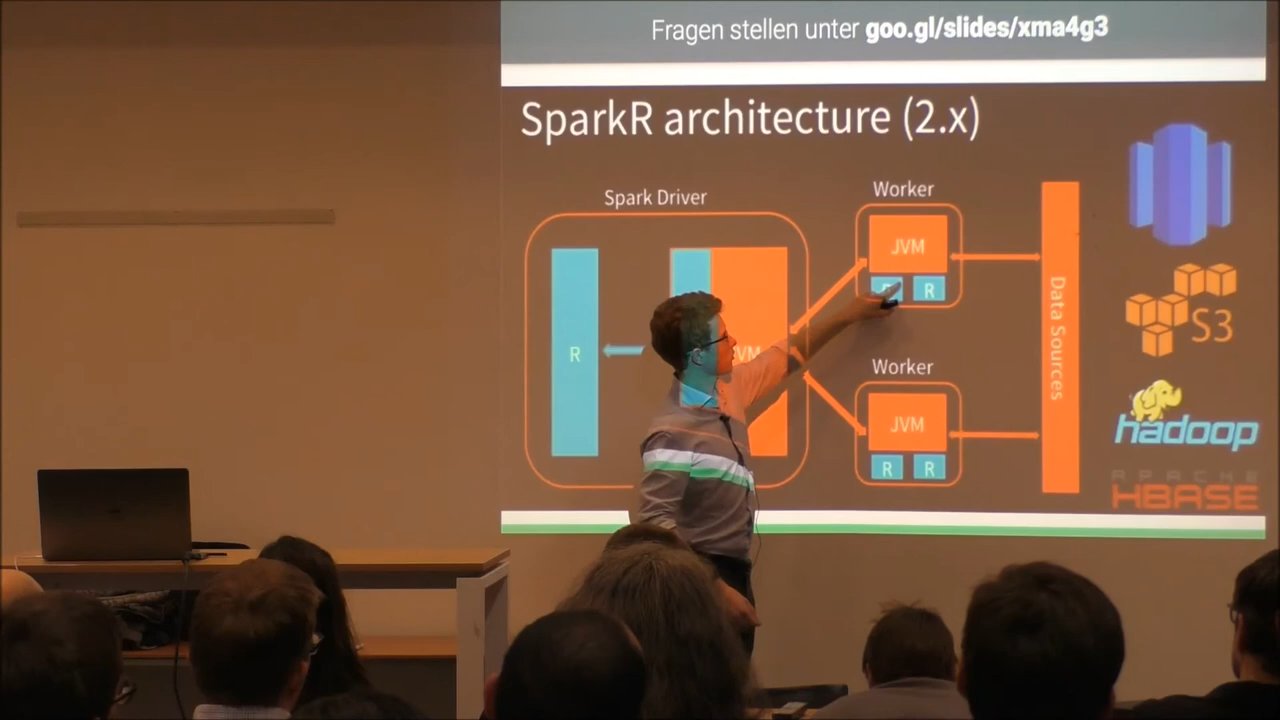 Fragen stellen unter goo.gl/slides/xma4g3
SparkR architecture (2.x)
Spark Driver
R
JVM
Worker
JVM
R
R
Worker
JVM
R
R
Data Sources
S3
hadoop
APACHE
HBASE